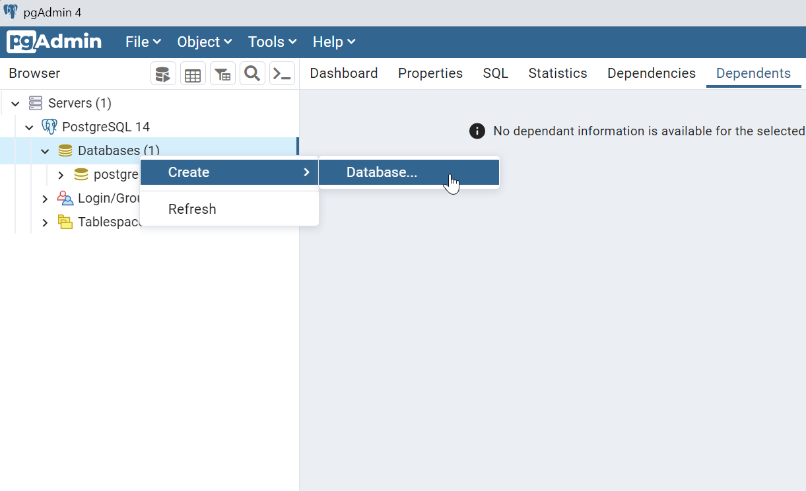 pgAdmin 4
pgAdmin File Object Tools Help
Browser Dashboard Properties SQL Statistics Dependencies Dependents
Servers (1)
PostgreSQL 14
No dependant information is available for the selected
Databases (1)
postgre
Create Database...
Login/Grou
Refresh
Tablespac